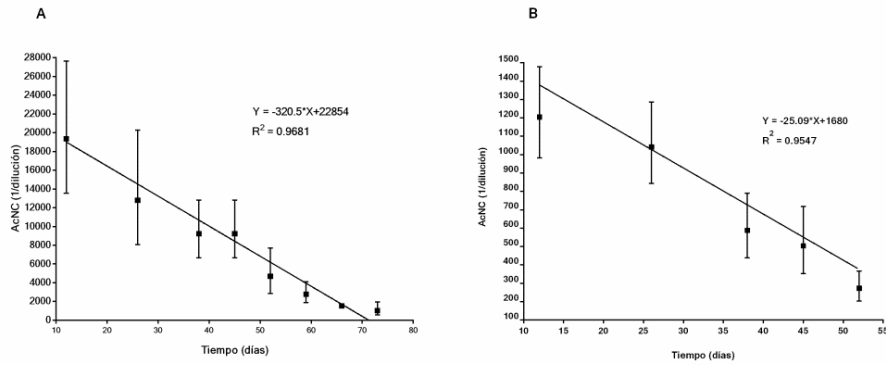 A
28000
26000
24000
22000
20000
18000
16000
14000
12000
10000
8000
6000
4000
2000
0
AcNC (1/dilución)
Y = -320.5*X+22854
R2 = 0.9681
10 20 30 40 50 60 70 80
Tiempo (días)
B
1500
1400
1300
1200
1100
1000
900
800
700
600
500
400
300
200
100
AcNC (1/dilución)
Y = -25.09*X+1680
R2 = 0.9547
10 15 20 25 30 35 40 45 50 55
Tiempo (días)